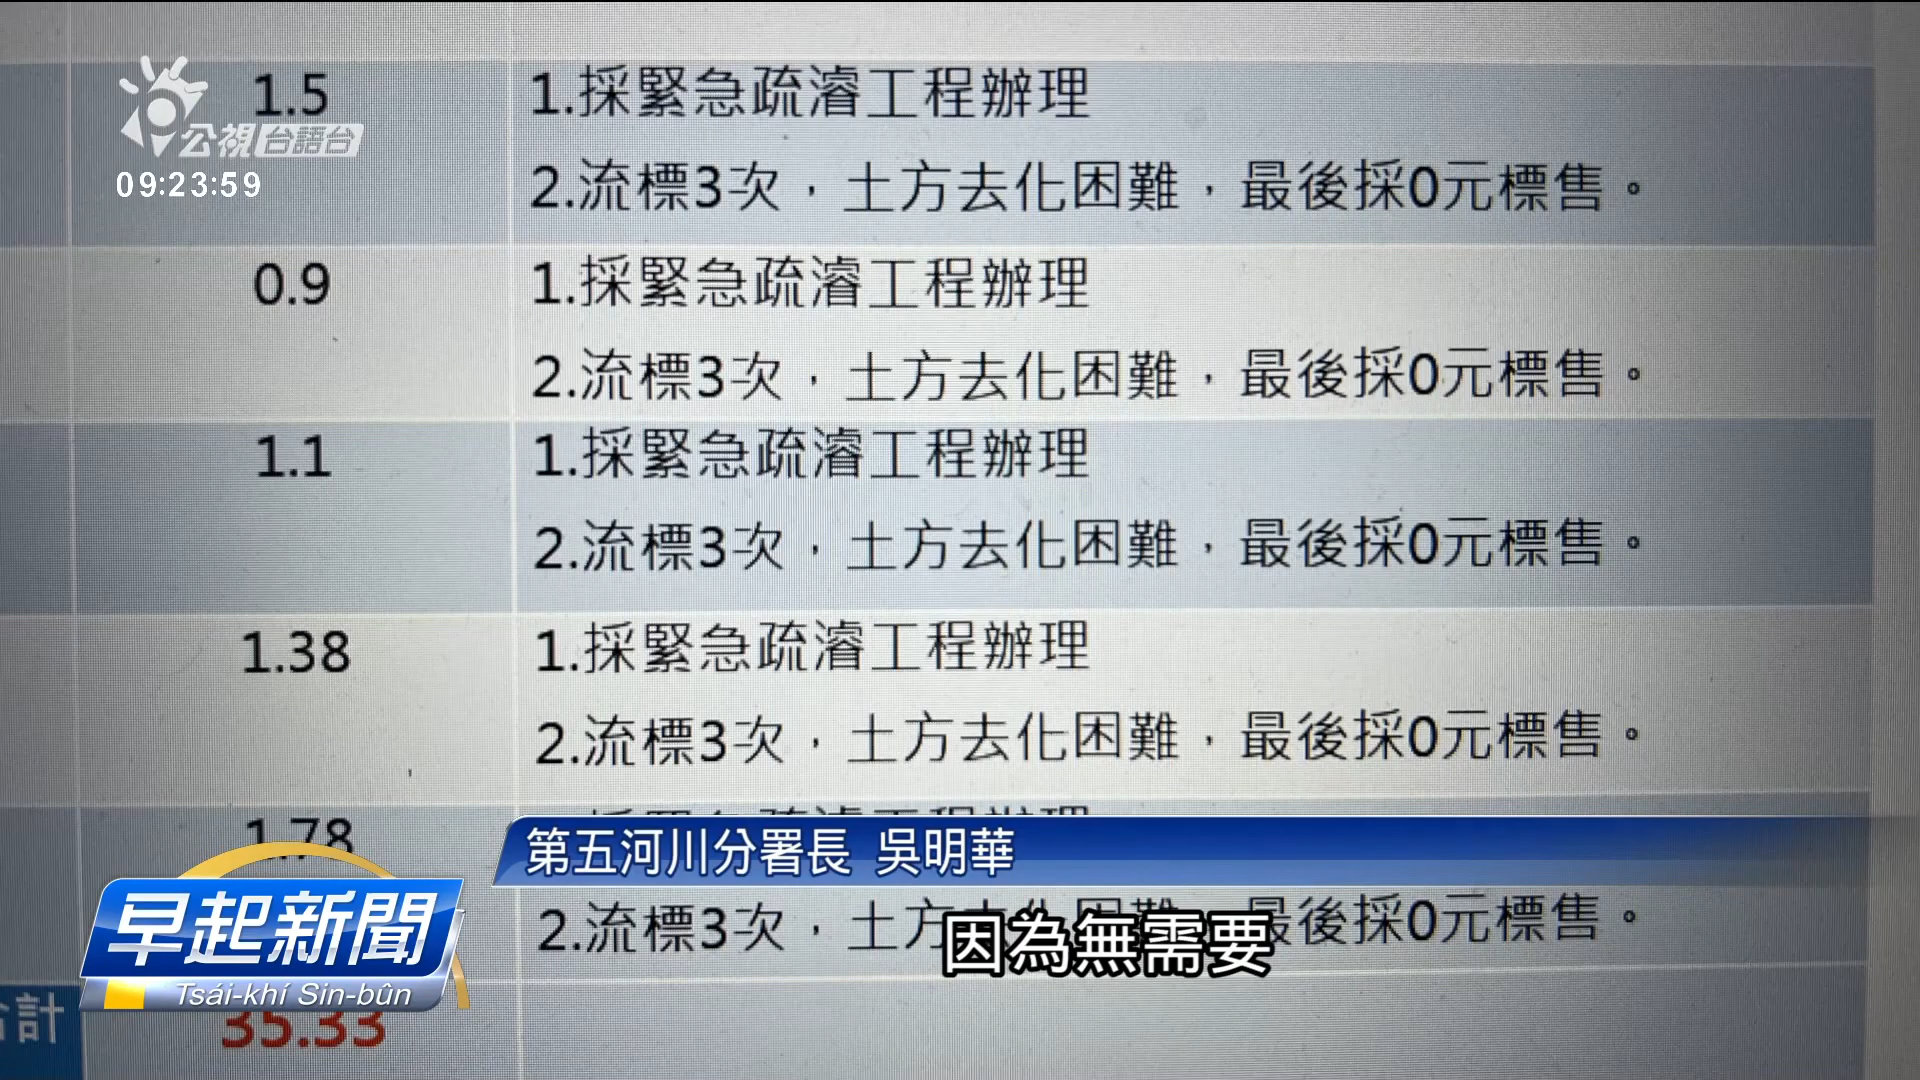 公視台語台
09:23:59
1.5
1.採緊急疏濬工程辦理
2.流標3次，土方去化困難，最後採0元標售。
0.9
1.採緊急疏濬工程辦理
2.流標3次，土方去化困難，最後採0元標售。
1.1
1.採緊急疏濬工程辦理
2.流標3次，土方去化困難，最後採0元標售。
1.38
1.採緊急疏濬工程辦理
2.流標3次，土方去化困難，最後採0元標售。
1.78
第五河川分署長 吳明華
2.流標3次，土方 最後採0元標售。
因為無需要
早起新聞
Tsái-khí Sin-bûn
計
35.33